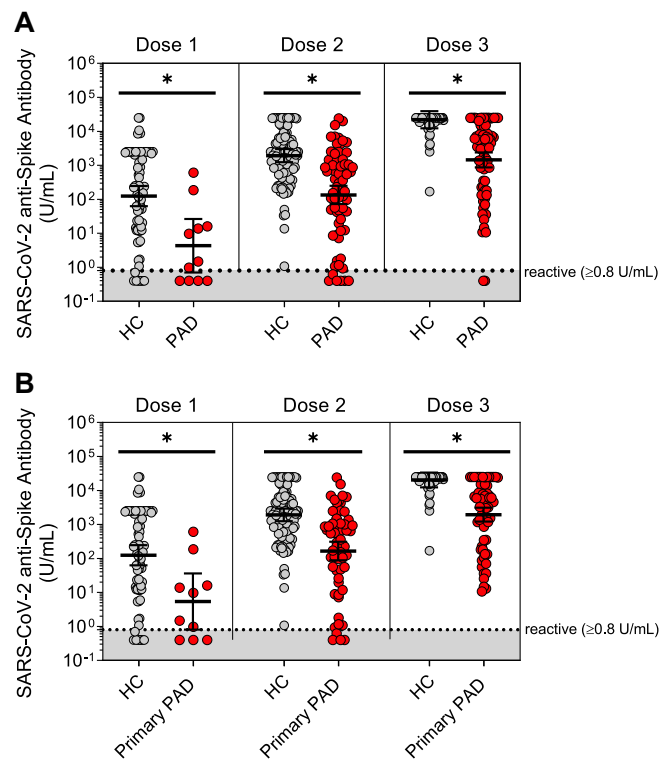 A
Dose 1 Dose 2 Dose 3
* * *
SARS-CoV-2 anti-Spike Antibody
(U/mL)
10⁶
10⁵
10⁴
10³
10²
10¹
10⁰
10⁻¹
reactive (≥0.8 U/mL)
HC PAD HC PAD HC PAD
B
Dose 1 Dose 2 Dose 3
* * *
SARS-CoV-2 anti-Spike Antibody
(U/mL)
10⁶
10⁵
10⁴
10³
10²
10¹
10⁰
10⁻¹
reactive (≥0.8 U/mL)
HC Primary PAD HC Primary PAD HC Primary PAD